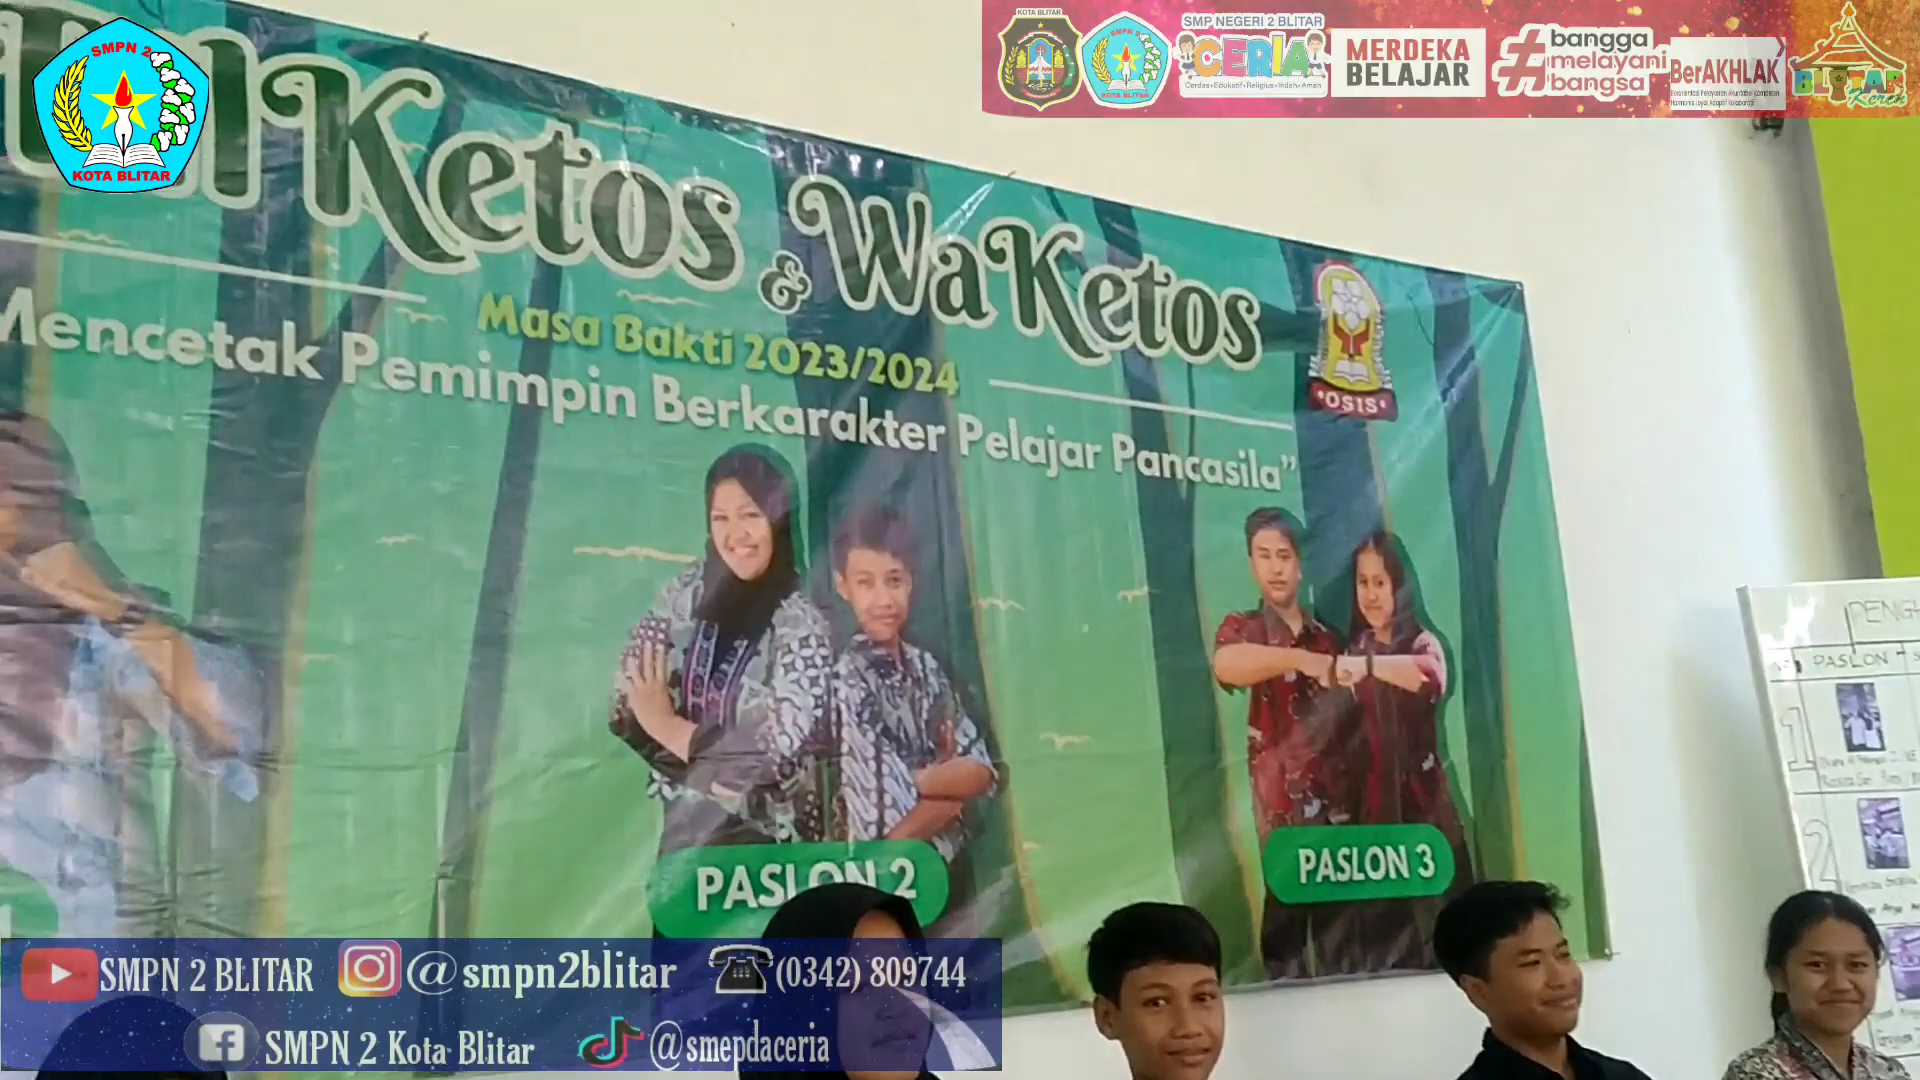 SMPN 2
KOTA BLITAR
KOTA BLITAR
SMPN 2
KOTA BLITAR
SMP NEGERI 2 BLITAR
CERIA
Cerdas•Edukatif•Religius•Indah•Aman
MERDEKA
BELAJAR
#bangga
melayani
bangsa
BerAKHLAK
BLITAR
Keren
Ketos & WaKetos
Masa Bakti 2023/2024
Mencetak Pemimpin Berkarakter Pelajar Pancasila”
•OSIS•
PASLON 2
PASLON 3
PASLON
1
2
SMPN 2 BLITAR
@smpn2blitar
(0342) 809744
SMPN 2 Kota Blitar
@smepdaceria